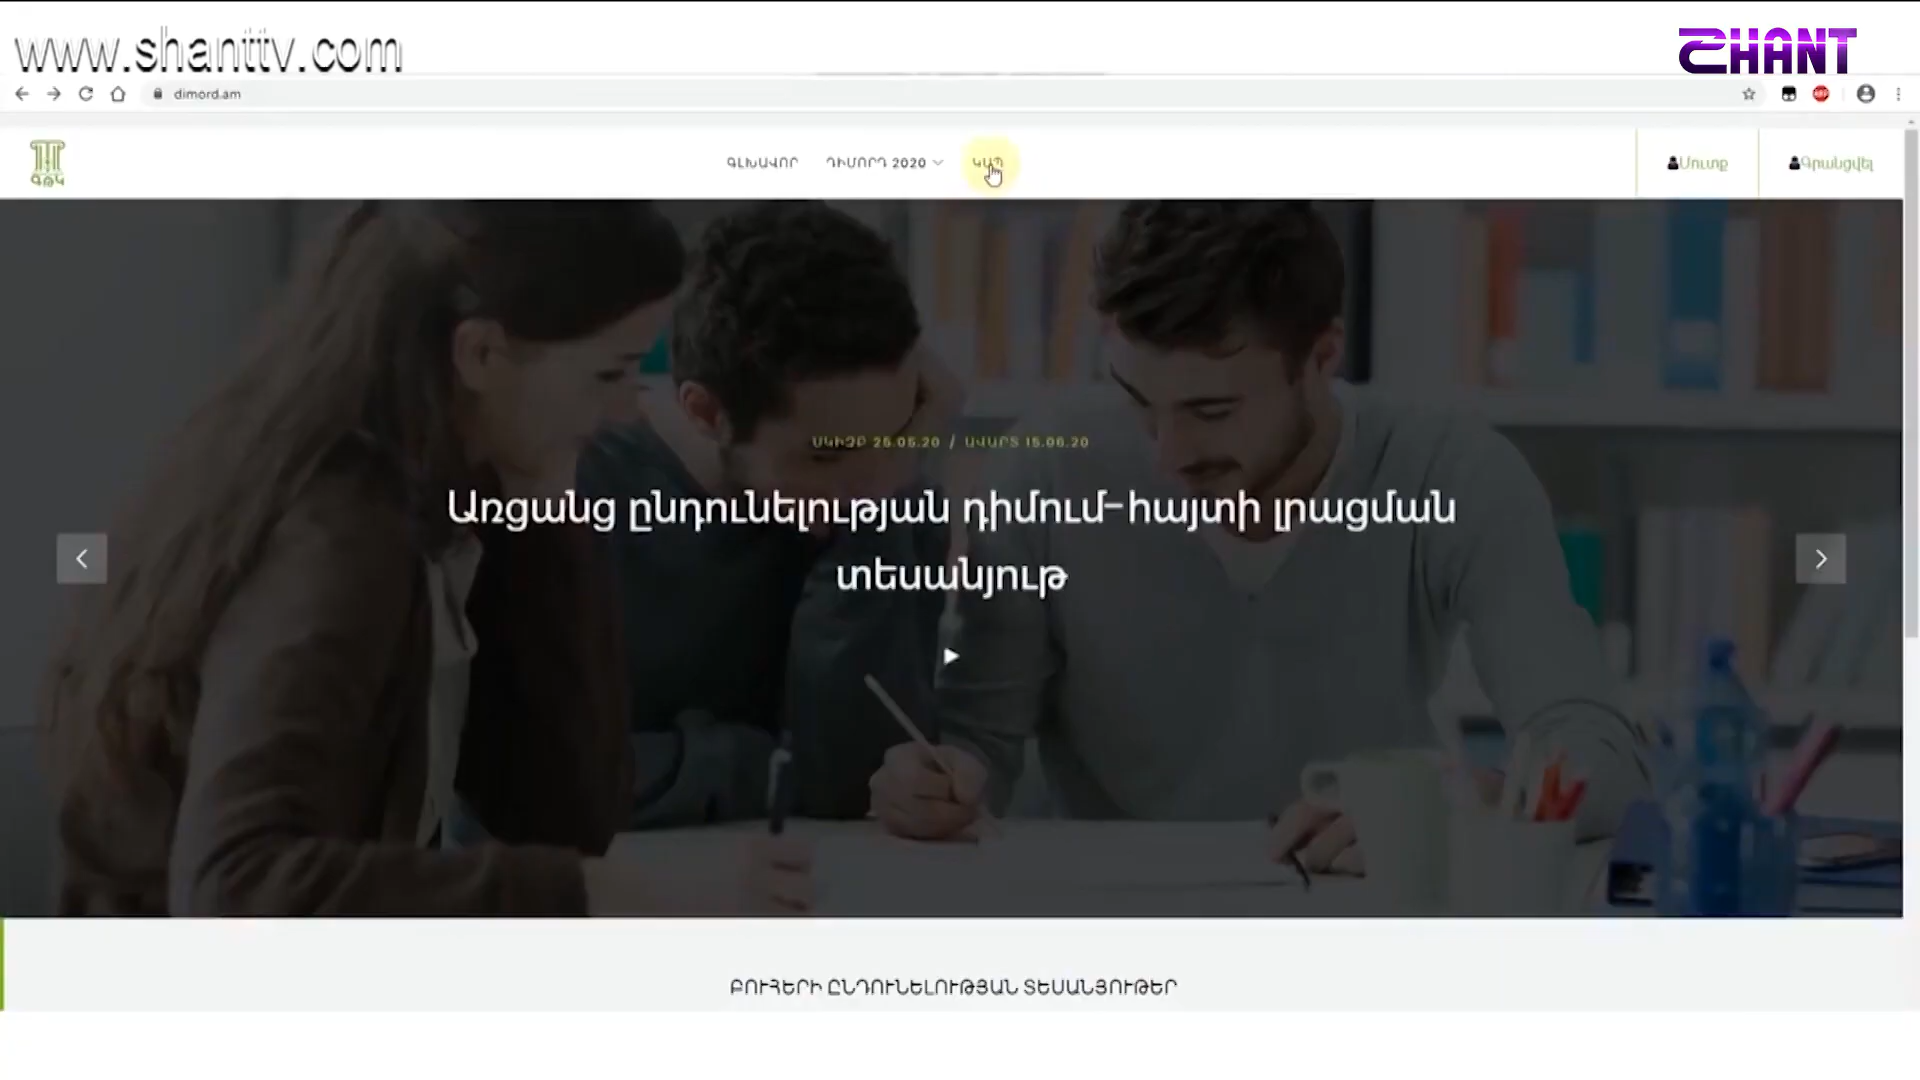 www.shanttv.com
SHANT
dimord.am
ԳԹԿ
ԳԼԽԱՎՈՐ ԴԻՄՈՐԴ 2020 ԿԱՊ
Մուտք Գրանցվել
ՍԿԻԶԲ 25.05.20 / ԱՎԱՐՏ 15.06.20
Առցանց ընդունելության դիմում-հայտի լրացման
տեսանյութ
ԲՈՒՀԵՐԻ ԸՆԴՈՒՆԵԼՈՒԹՅԱՆ ՏԵՍԱՆՅՈՒԹԵՐ